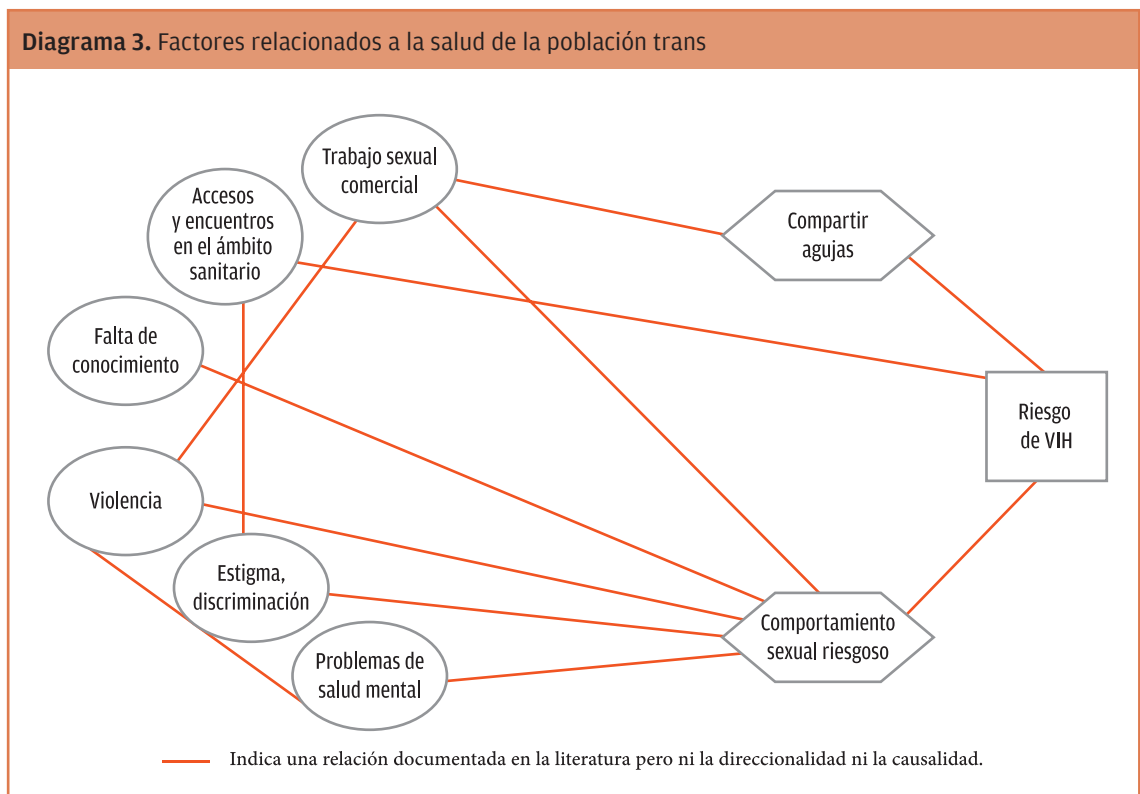 Diagrama 3. Factores relacionados a la salud de la población trans
Trabajo sexual
comercial
Accesos
y encuentros
en el ámbito
sanitario
Compartir
agujas
Falta de
conocimiento
Riesgo
de VIH
Violencia
Estigma,
discriminación
Comportamiento
sexual riesgoso
Problemas de
salud mental
Indica una relación documentada en la literatura pero ni la direccionalidad ni la causalidad.